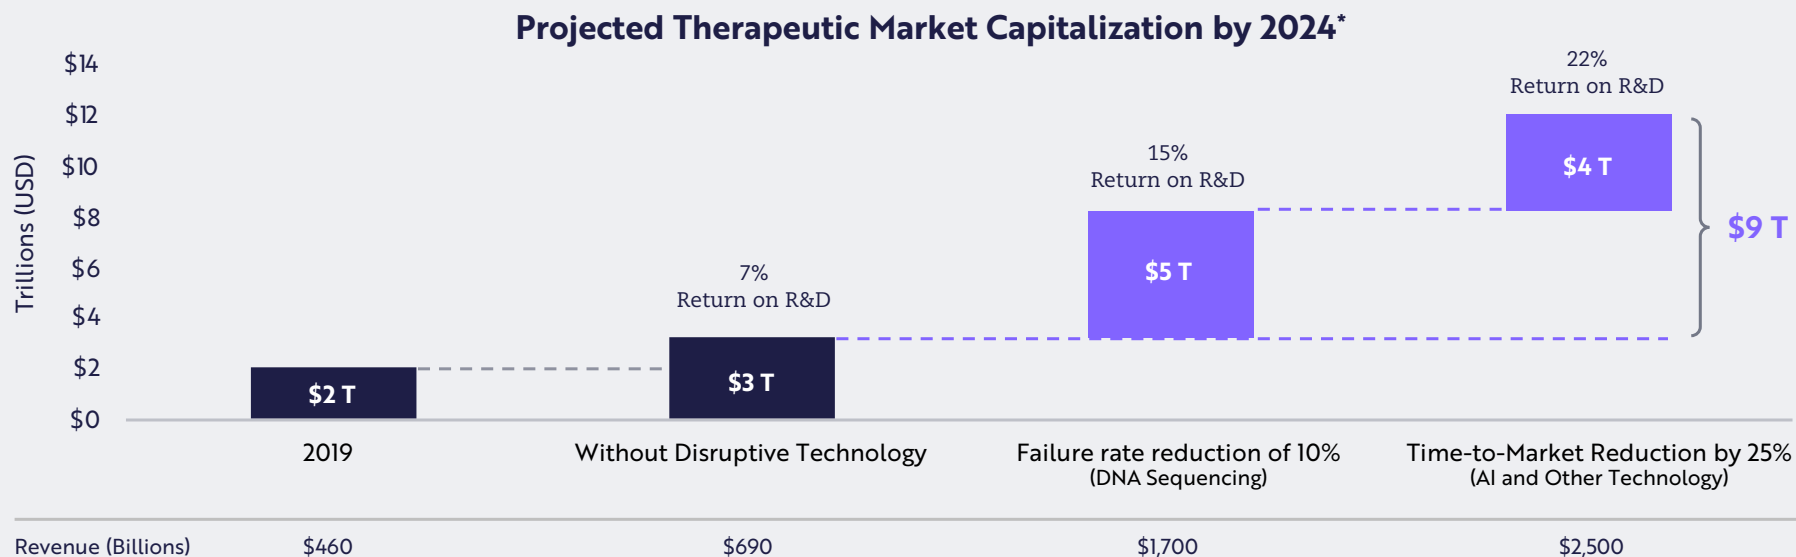 Projected Therapeutic Market Capitalization by 2024*
Trillions (USD)
$14
$12
$10
$8
$6
$4
$2
$0
$2 T
7%
Return on R&D
$3 T
15%
Return on R&D
$5 T
22%
Return on R&D
$4 T
$9 T
2019
Without Disruptive Technology
Failure rate reduction of 10%
(DNA Sequencing)
Time-to-Market Reduction by 25%
(AI and Other Technology)
Revenue (Billions) $460 $690 $1,700 $2,500